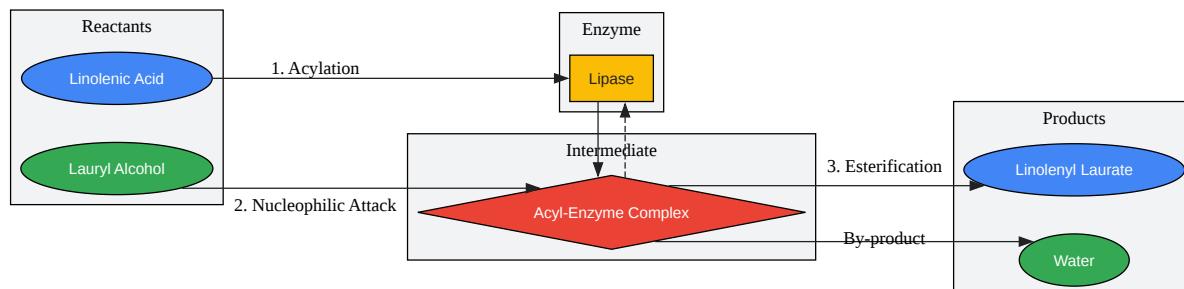 Reactants
Linolenic Acid
Lauryl Alcohol
1. Acylation
2. Nucleophilic Attack
Enzyme
Lipase
Intermediate
Acyl-Enzyme Complex
3. Esterification
By-product
Products
Linolenyl Laurate
Water